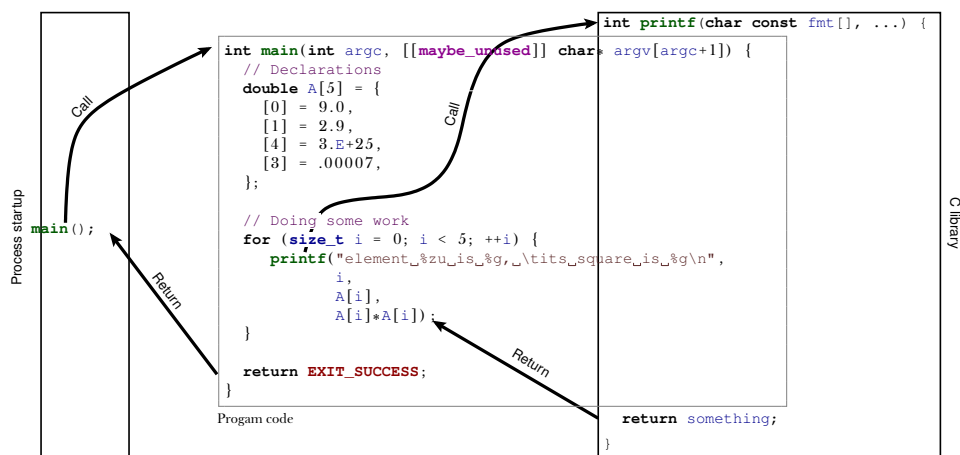 int printf(char const fmt[], ...) {
int main(int argc, [[maybe_unused]] char* argv[argc+1]) {
// Declarations
double A[5] = {
[0] = 9.0,
[1] = 2.9,
[4] = 3.E+25,
[3] = .00007,
};
// Doing some work
for (size_t i = 0; i < 5; ++i) {
printf("element␣%zu␣is␣%g,␣\tits␣square␣is␣%g\n",
i,
A[i],
A[i]*A[i]);
}
return EXIT_SUCCESS;
}
Progam code
return something;
}
Process startup
main();
Call
Return
Call
Return
C library